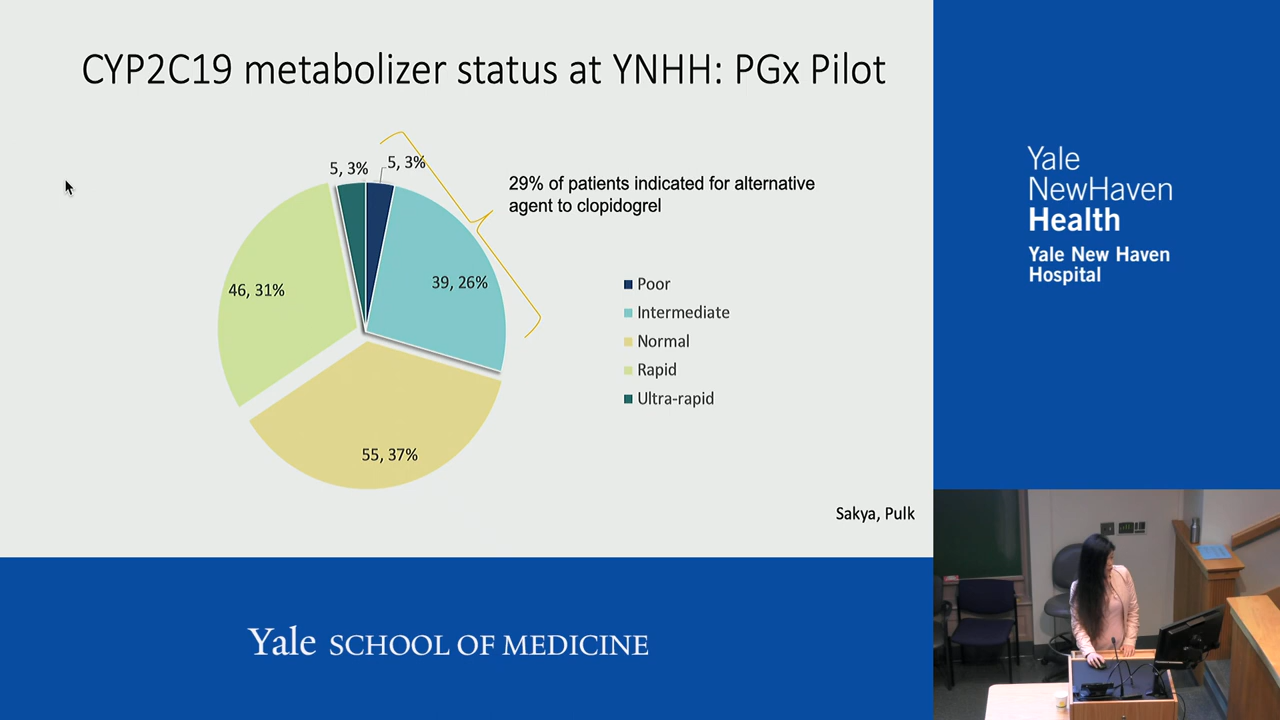 CYP2C19 metabolizer status at YNHH: PGx Pilot
5, 3%
5, 3%
29% of patients indicated for alternative
agent to clopidogrel
39, 26%
46, 31%
55, 37%
Poor
Intermediate
Normal
Rapid
Ultra-rapid
Sakya, Pulk
Yale
NewHaven
Health
Yale New Haven
Hospital
Yale SCHOOL OF MEDICINE